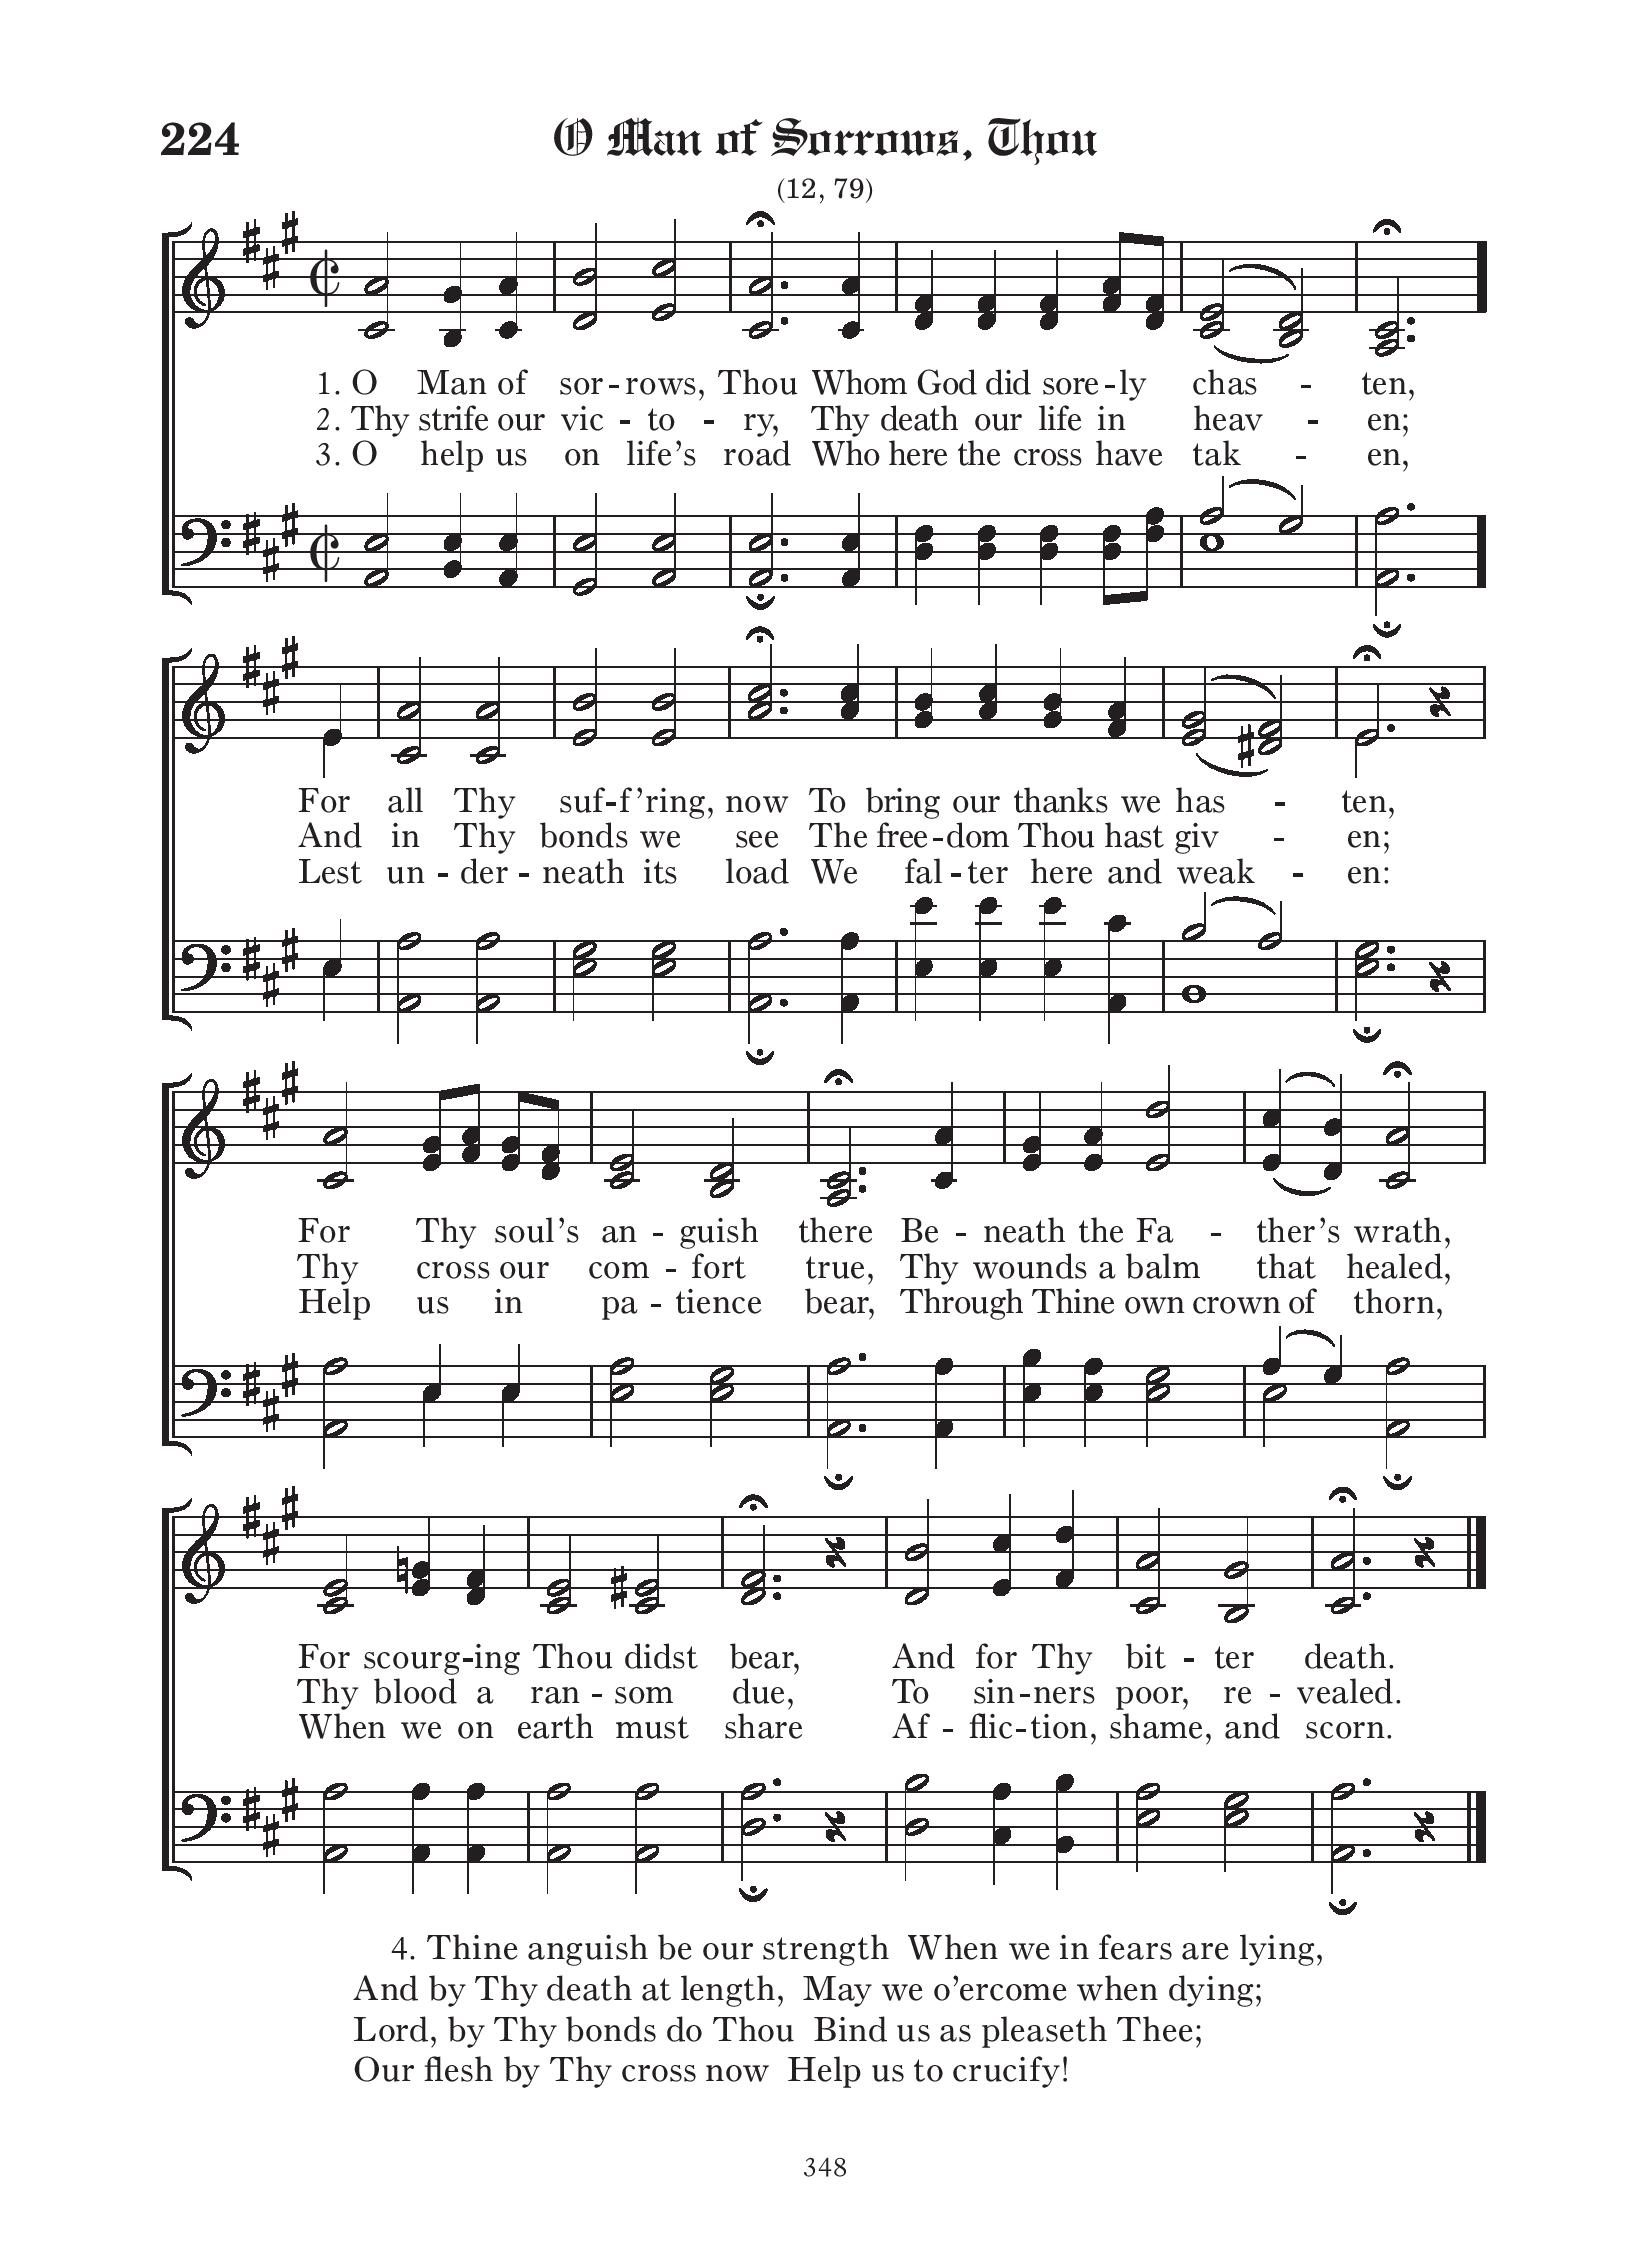 224
O Man of Sorrows, Thou
(12, 79)
1. O Man of sor - rows, Thou Whom God did sore - ly chas - ten,
2. Thy strife our vic - to - ry, Thy death our life in heav - en;
3. O help us on life’s road Who here the cross have tak - en,
For all Thy suf - f’ring, now To bring our thanks we has - ten,
And in Thy bonds we see The free - dom Thou hast giv - en;
Lest un - der - neath its load We fal - ter here and weak - en:
For Thy soul’s an - guish there Be - neath the Fa - ther’s wrath,
Thy cross our com - fort true, Thy wounds a balm that healed,
Help us in pa - tience bear, Through Thine own crown of thorn,
For scourg - ing Thou didst bear, And for Thy bit - ter death.
Thy blood a ran - som due, To sin - ners poor, re - vealed.
When we on earth must share Af - flic - tion, shame, and scorn.
4. Thine anguish be our strength When we in fears are lying,
And by Thy death at length, May we o’ercome when dying;
Lord, by Thy bonds do Thou Bind us as pleaseth Thee;
Our flesh by Thy cross now Help us to crucify!
348